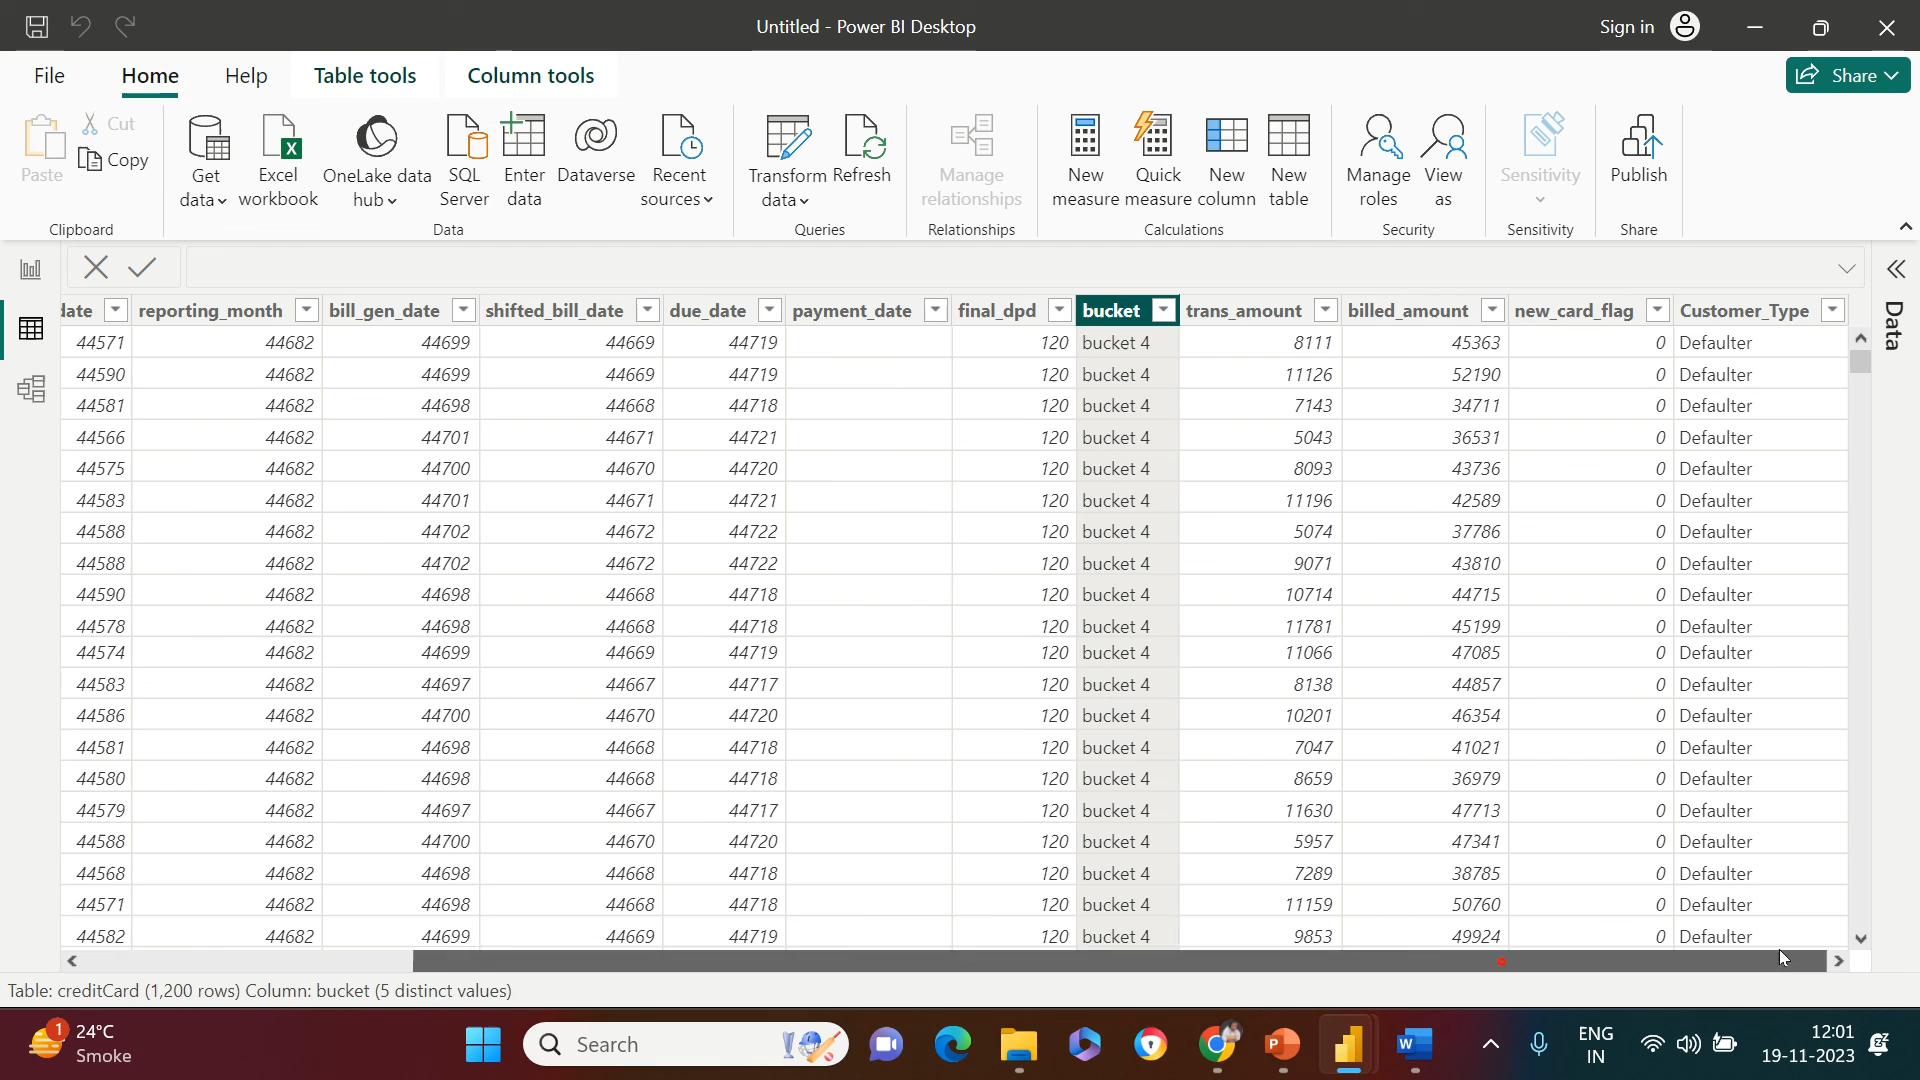 Untitled - Power BI Desktop
Sign in
File Home Help Table tools Column tools Share
Paste Cut Copy
Get data Excel workbook OneLake data hub SQL Server Enter data Dataverse Recent sources Transform data Refresh Manage relationships New measure Quick measure New column New table Manage roles View as Sensitivity Publish
Clipboard Data Queries Relationships Calculations Security Sensitivity Share
date reporting_month bill_gen_date shifted_bill_date due_date payment_date final_dpd bucket trans_amount billed_amount new_card_flag Customer_Type
Data
44571 44682 44699 44669 44719 120 bucket 4 8111 45363 0 Defaulter
44590 44682 44699 44669 44719 120 bucket 4 11126 52190 0 Defaulter
44581 44682 44698 44668 44718 120 bucket 4 7143 34711 0 Defaulter
44566 44682 44701 44671 44721 120 bucket 4 5043 36531 0 Defaulter
44575 44682 44700 44670 44720 120 bucket 4 8093 43736 0 Defaulter
44583 44682 44701 44671 44721 120 bucket 4 11196 42589 0 Defaulter
44588 44682 44702 44672 44722 120 bucket 4 5074 37786 0 Defaulter
44588 44682 44702 44672 44722 120 bucket 4 9071 43810 0 Defaulter
44590 44682 44698 44668 44718 120 bucket 4 10714 44715 0 Defaulter
44578 44682 44698 44668 44718 120 bucket 4 11781 45199 0 Defaulter
44574 44682 44699 44669 44719 120 bucket 4 11066 47085 0 Defaulter
44583 44682 44697 44667 44717 120 bucket 4 8138 44857 0 Defaulter
44586 44682 44700 44670 44720 120 bucket 4 10201 46354 0 Defaulter
44581 44682 44698 44668 44718 120 bucket 4 7047 41021 0 Defaulter
44580 44682 44698 44668 44718 120 bucket 4 8659 36979 0 Defaulter
44579 44682 44697 44667 44717 120 bucket 4 11630 47713 0 Defaulter
44588 44682 44700 44670 44720 120 bucket 4 5957 47341 0 Defaulter
44568 44682 44698 44668 44718 120 bucket 4 7289 38785 0 Defaulter
44571 44682 44698 44668 44718 120 bucket 4 11159 50760 0 Defaulter
44582 44682 44699 44669 44719 120 bucket 4 9853 49924 0 Defaulter
Table: creditCard (1,200 rows) Column: bucket (5 distinct values)
1 24°C
Smoke
Search
ENG
IN
12:01
19-11-2023